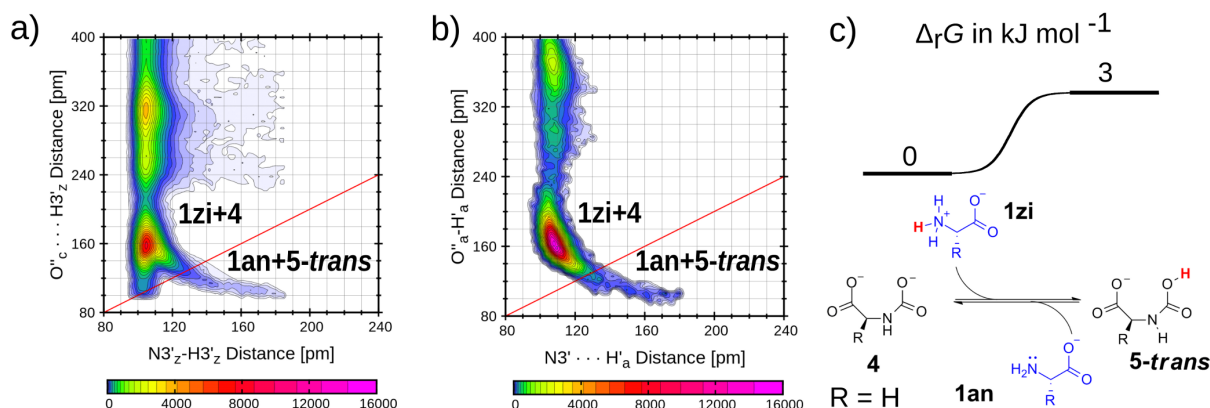 a)
400
320
240
160
80
O"c ··· H3'z Distance [pm]
80 120 160 200 240
N3'z-H3'z Distance [pm]
1zi+4
1an+5-trans
0 4000 8000 12000 16000
b)
400
320
240
160
80
O"a-H'a Distance [pm]
80 120 160 200 240
N3' ··· H'a Distance [pm]
1zi+4
1an+5-trans
0 4000 8000 12000 16000
c)
ΔrG in kJ mol -1
3
0
H
H N+ O−
H O
R
1zi
O− O−
O N O
R H
4
R = H
H2N O−
O
R
1an
O− O H
O N O
R H
5-trans